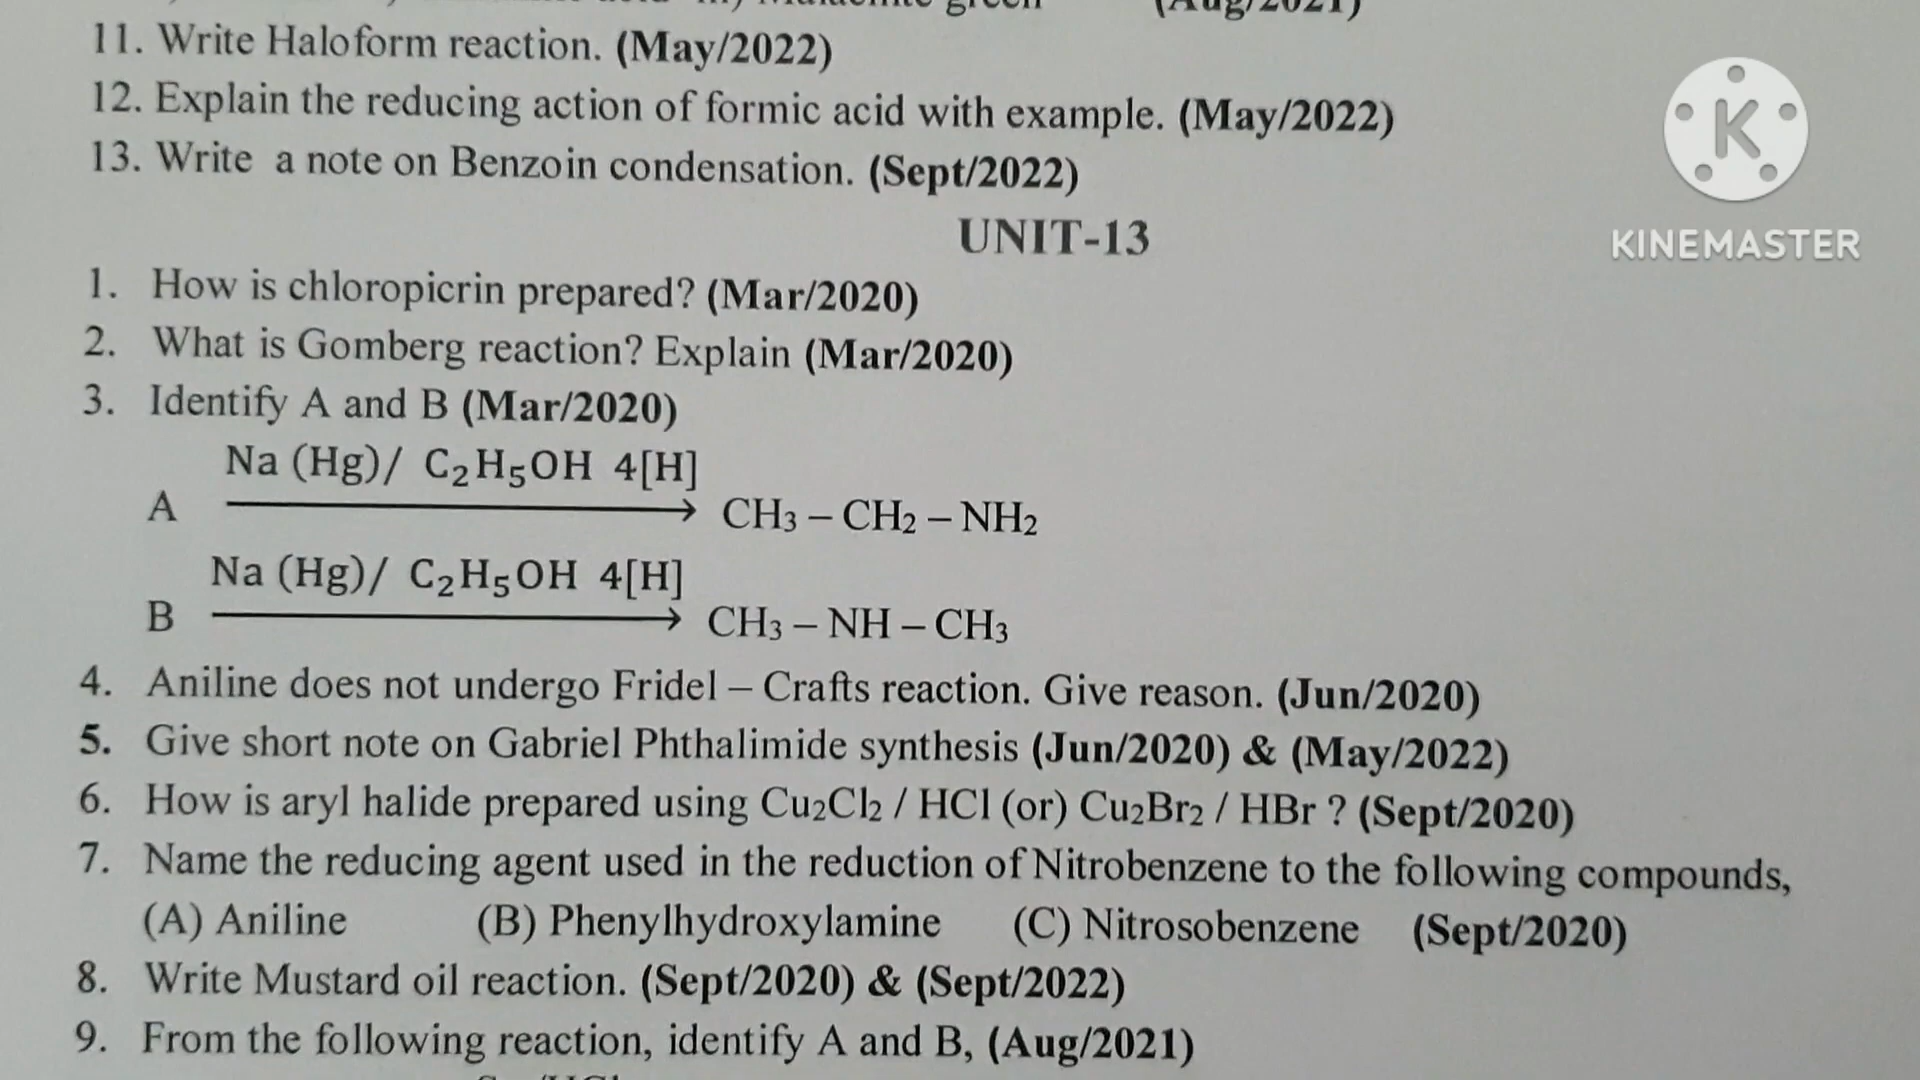 green (Aug/2021)
11. Write Haloform reaction. (May/2022)
12. Explain the reducing action of formic acid with example. (May/2022)
13. Write a note on Benzoin condensation. (Sept/2022)
K
KINEMASTER
UNIT-13
1. How is chloropicrin prepared? (Mar/2020)
2. What is Gomberg reaction? Explain (Mar/2020)
3. Identify A and B (Mar/2020)
Na (Hg)/ C₂H₅OH 4[H]
A ⟶ CH₃ – CH₂ – NH₂
Na (Hg)/ C₂H₅OH 4[H]
B ⟶ CH₃ – NH – CH₃
4. Aniline does not undergo Fridel – Crafts reaction. Give reason. (Jun/2020)
5. Give short note on Gabriel Phthalimide synthesis (Jun/2020) & (May/2022)
6. How is aryl halide prepared using Cu₂Cl₂ / HCl (or) Cu₂Br₂ / HBr ? (Sept/2020)
7. Name the reducing agent used in the reduction of Nitrobenzene to the following compounds,
(A) Aniline (B) Phenylhydroxylamine (C) Nitrosobenzene (Sept/2020)
8. Write Mustard oil reaction. (Sept/2020) & (Sept/2022)
9. From the following reaction, identify A and B, (Aug/2021)